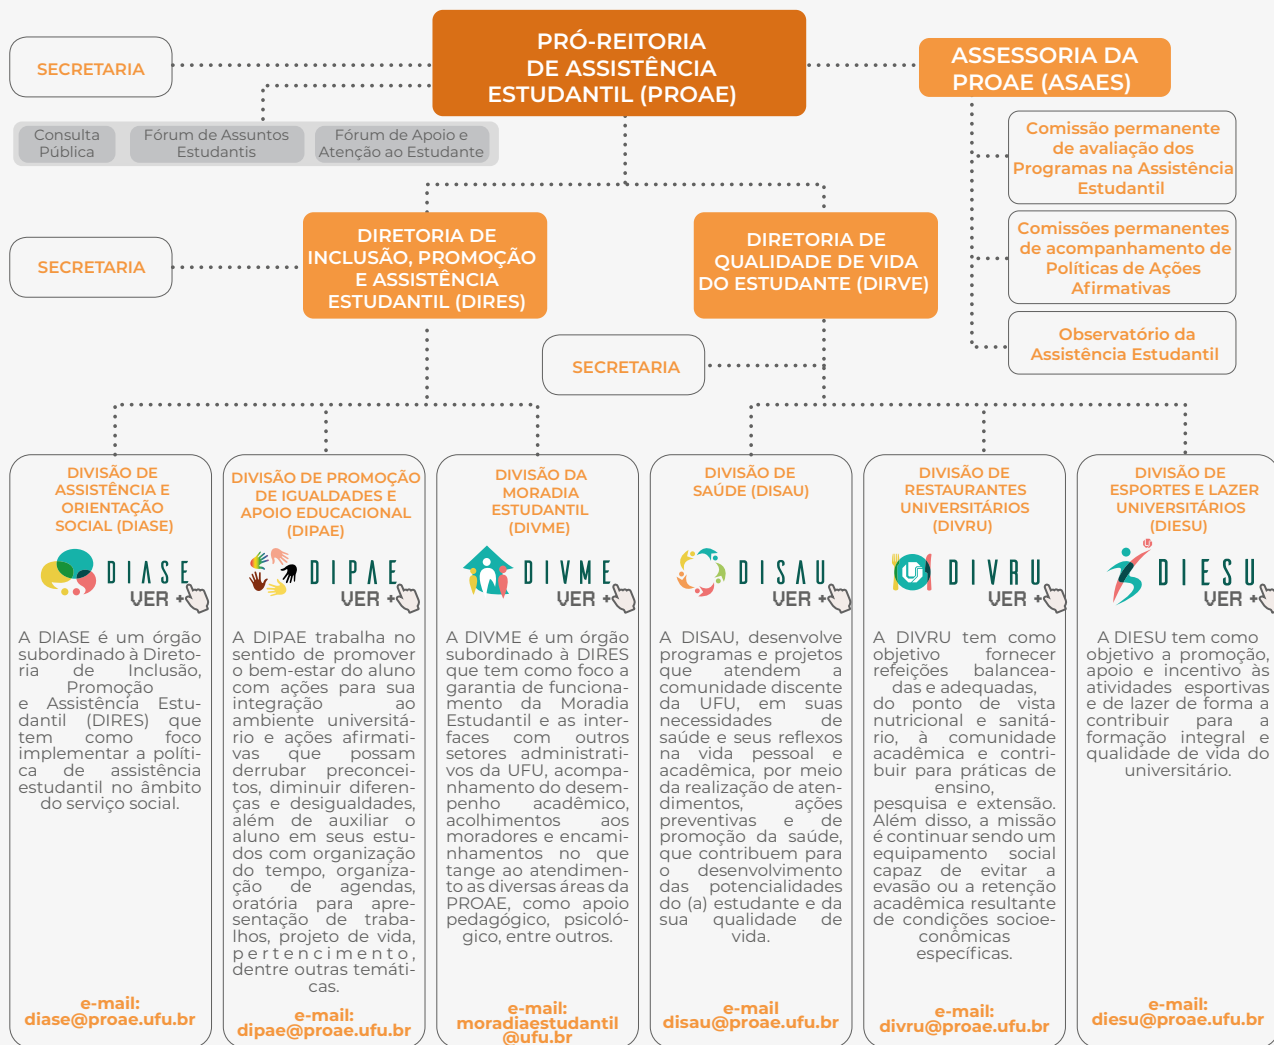 PRÓ-REITORIA
DE ASSISTÊNCIA
ESTUDANTIL (PROAE)
SECRETARIA
ASSESSORIA DA
PROAE (ASAES)
Consulta
Pública
Fórum de Assuntos
Estudantis
Fórum de Apoio e
Atenção ao Estudante
Comissão permanente
de avaliação dos
Programas na Assistência
Estudantil
Comissões permanentes
de acompanhamento de
Políticas de Ações
Afirmativas
Observatório da
Assistência Estudantil
SECRETARIA
DIRETORIA DE
INCLUSÃO, PROMOÇÃO
E ASSISTÊNCIA
ESTUDANTIL (DIRES)
DIRETORIA DE
QUALIDADE DE VIDA
DO ESTUDANTE (DIRVE)
SECRETARIA
DIVISÃO DE
ASSISTÊNCIA E
ORIENTAÇÃO
SOCIAL (DIASE)
DIASE
VER +
A DIASE é um órgão
subordinado à Direto-
ria de Inclusão,
Promoção
e Assistência Estu-
dantil (DIRES) que
tem como foco
implementar a políti-
ca de assistência
estudantil no âmbito
do serviço social.
e-mail:
diase@proae.ufu.br
DIVISÃO DE PROMOÇÃO
DE IGUALDADES E
APOIO EDUCACIONAL
(DIPAE)
DIPAE
VER +
A DIPAE trabalha no
sentido de promover
o bem-estar do aluno
com ações para sua
integração ao
ambiente universitá-
rio e ações afirmati-
vas que possam
derrubar preconcei-
tos, diminuir diferen-
ças e desigualdades,
além de auxiliar o
aluno em seus estu-
dos com organização
do tempo, organiza-
ção de agendas,
oratória para apre-
sentação de traba-
lhos, projeto de vida,
pertencimento,
dentre outras temáti-
cas.
e-mail:
dipae@proae.ufu.br
DIVISÃO DA
MORADIA
ESTUDANTIL
(DIVME)
DIVME
VER +
A DIVME é um órgão
subordinado à DIRES
que tem como foco a
garantia de funciona-
mento da Moradia
Estudantil e as inter-
faces com outros
setores administrati-
vos da UFU, acompa-
nhamento do desem-
penho acadêmico,
acolhimentos aos
moradores e encami-
nhamentos no que
tange ao atendimen-
to as diversas áreas da
PROAE, como apoio
pedagógico, psicoló-
gico, entre outros.
e-mail:
moradiaestudantil
@ufu.br
DIVISÃO DE
SAÚDE (DISAU)
DISAU
VER +
A DISAU, desenvolve
programas e projetos
que atendem a
comunidade discente
da UFU, em suas
necessidades de
saúde e seus reflexos
na vida pessoal e
acadêmica, por meio
da realização de aten-
dimentos, ações
preventivas e de
promoção da saúde,
que contribuem para
o desenvolvimento
das potencialidades
do (a) estudante e da
sua qualidade de
vida.
e-mail
disau@proae.ufu.br
DIVISÃO DE
RESTAURANTES
UNIVERSITÁRIOS
(DIVRU)
DIVRU
VER +
A DIVRU tem como
objetivo fornecer
refeições balancea-
das e adequadas,
do ponto de vista
nutricional e sanitá-
rio, à comunidade
acadêmica e contri-
buir para práticas de
ensino,
pesquisa e extensão.
Além disso, a missão
é continuar sendo um
equipamento social
capaz de evitar a
evasão ou a retenção
acadêmica resultante
de condições socioe-
conômicas
específicas.
e-mail:
divru@proae.ufu.br
DIVISÃO DE
ESPORTES E LAZER
UNIVERSITÁRIOS
(DIESU)
DIESU
VER +
A DIESU tem como
objetivo a promoção,
apoio e incentivo às
atividades esportivas
e de lazer de forma a
contribuir para a
formação integral e
qualidade de vida do
universitário.
e-mail:
diesu@proae.ufu.br